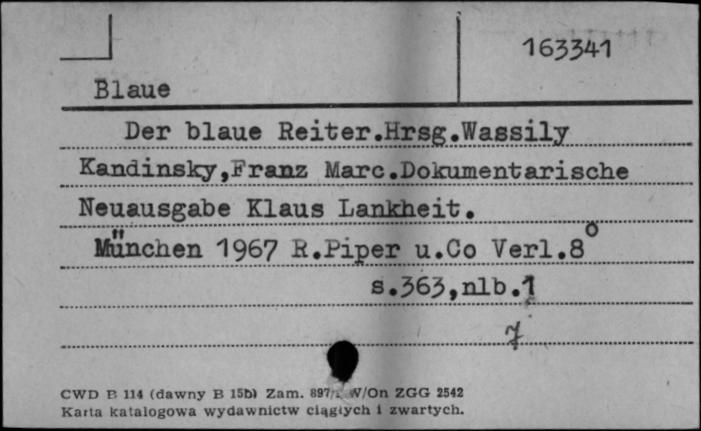 163341
Blaue
Der blaue Reiter.Hrsg.Wassily
Kandinsky,Franz Marc.Dokumentarische
Neuausgabe Klaus Lankheit.
München 1967 R.Piper u.Co Verl.8°
s.363,nlb.1
7
CWD B 114 (dawny B 15b) Zam. 897/ W/On ZGG 2542
Karta katalogowa wydawnictw ciągłych i zwartych.